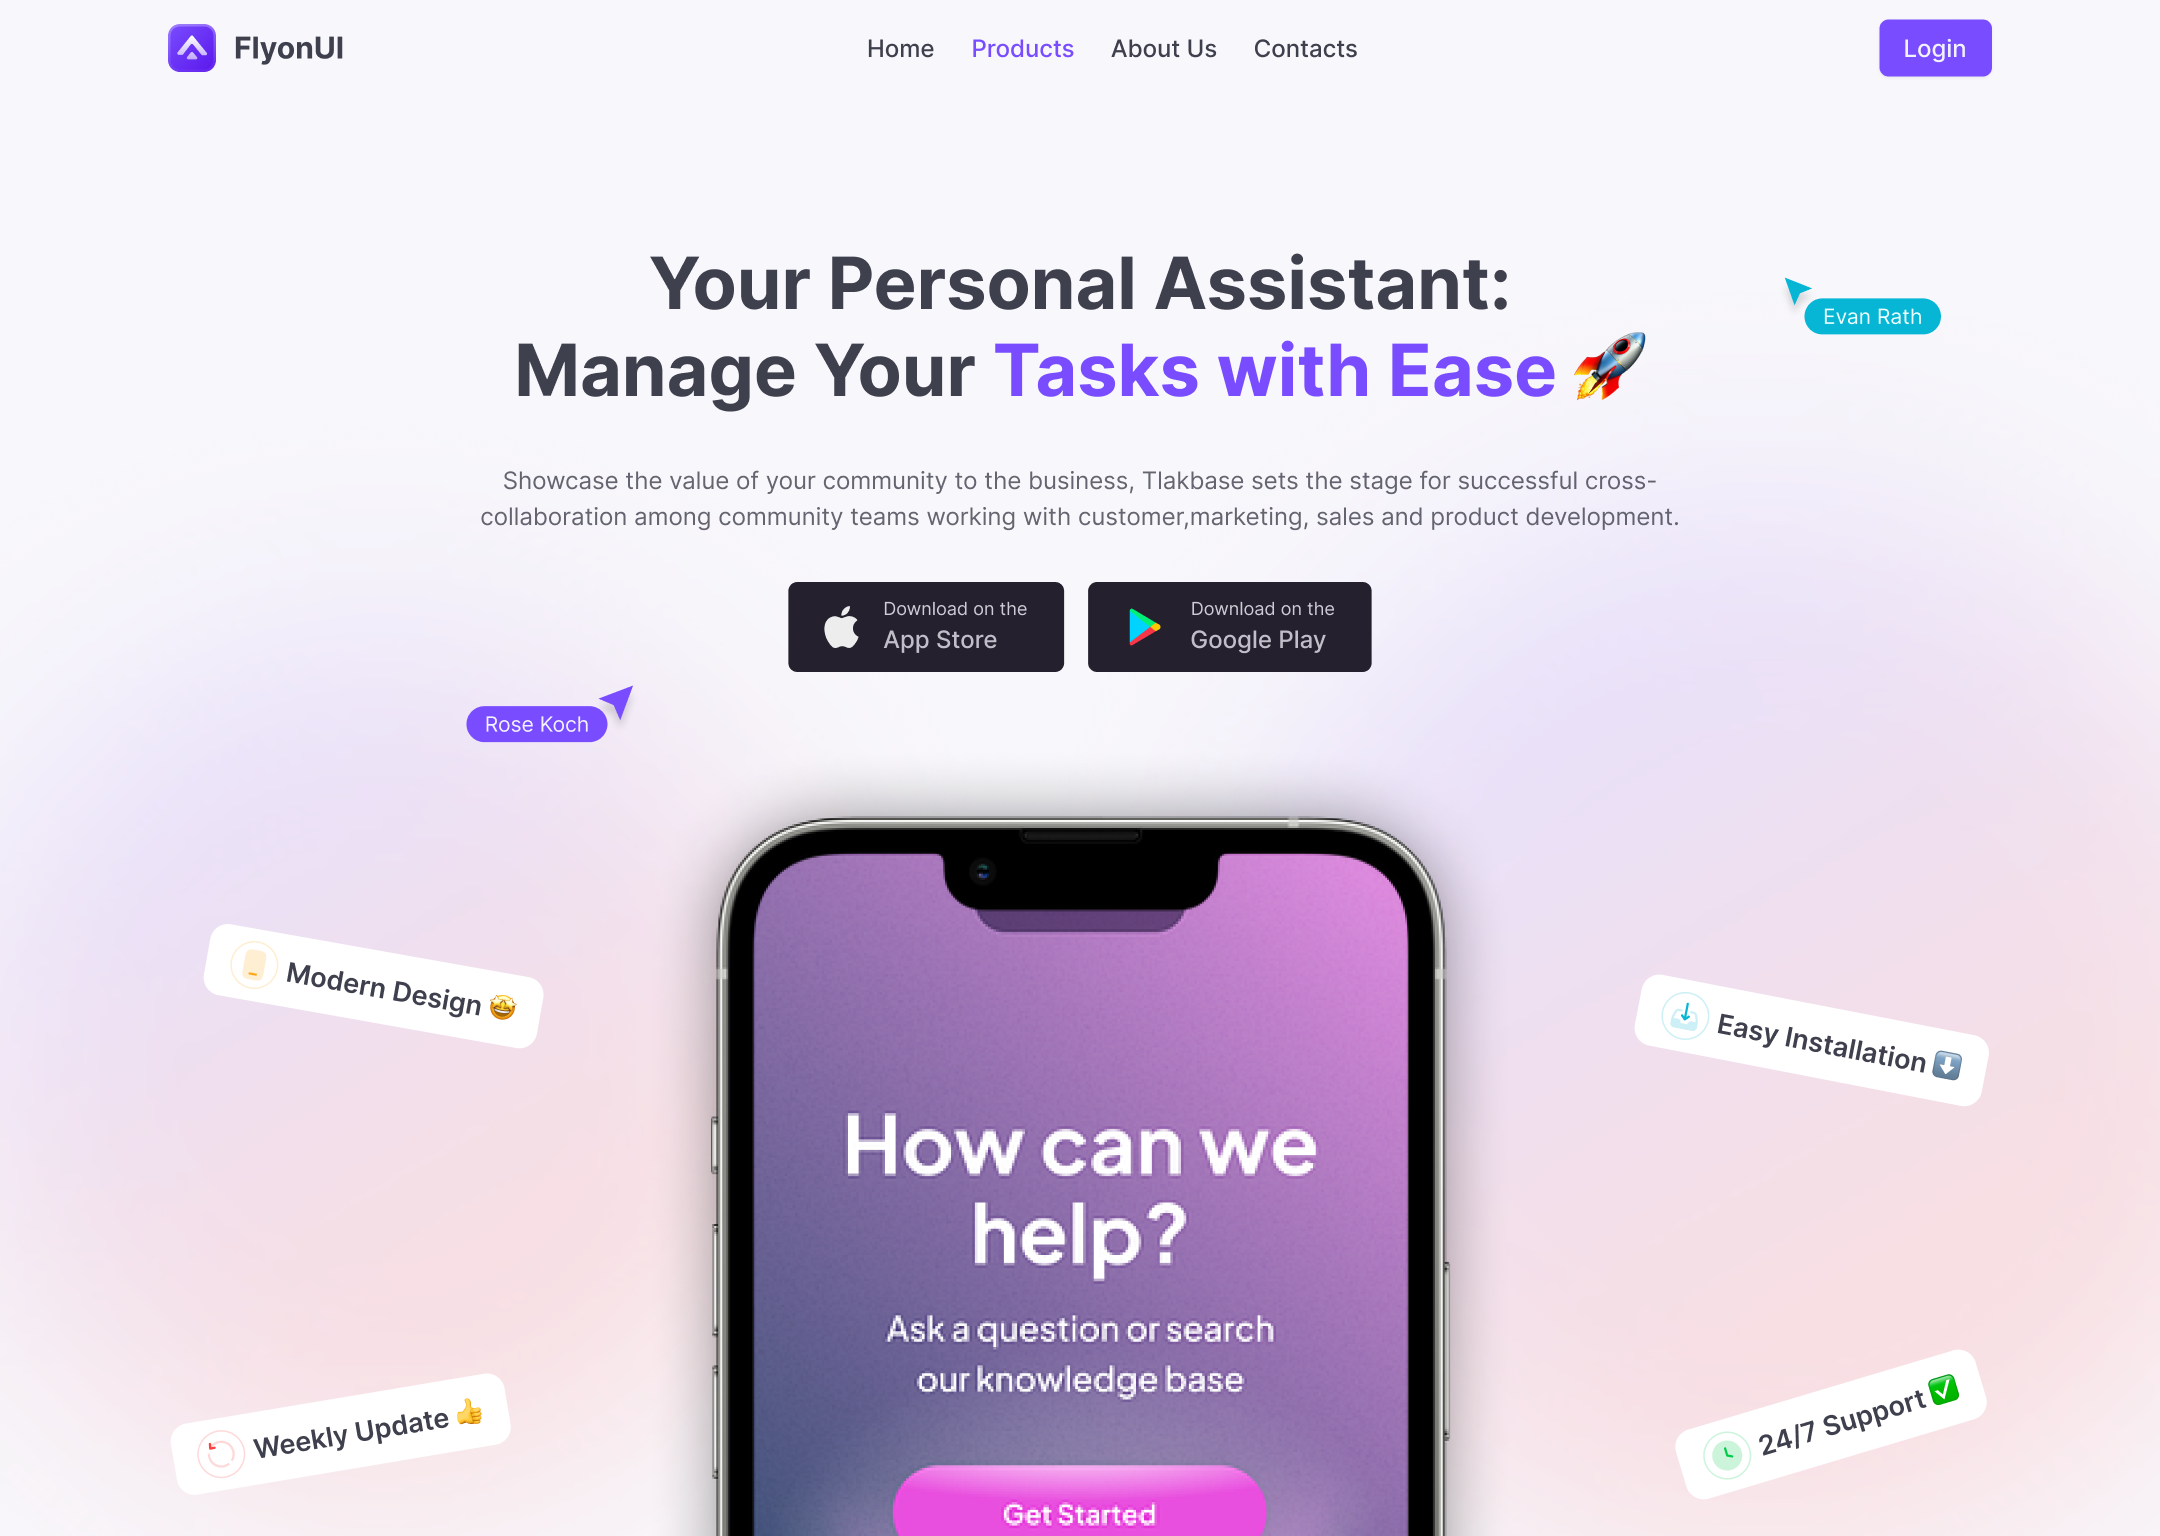 FlyonUI
Home Products About Us Contacts
Login
Your Personal Assistant:
Manage Your Tasks with Ease 🚀
Evan Rath
Showcase the value of your community to the business, Tlakbase sets the stage for successful cross-
collaboration among community teams working with customer,marketing, sales and product development.
Download on the
App Store
Download on the
Google Play
Rose Koch
Modern Design 🤩
Easy Installation ⬇️
How can we
help?
Ask a question or search
our knowledge base
Weekly Update 👍
24/7 Support ✅
Get Started